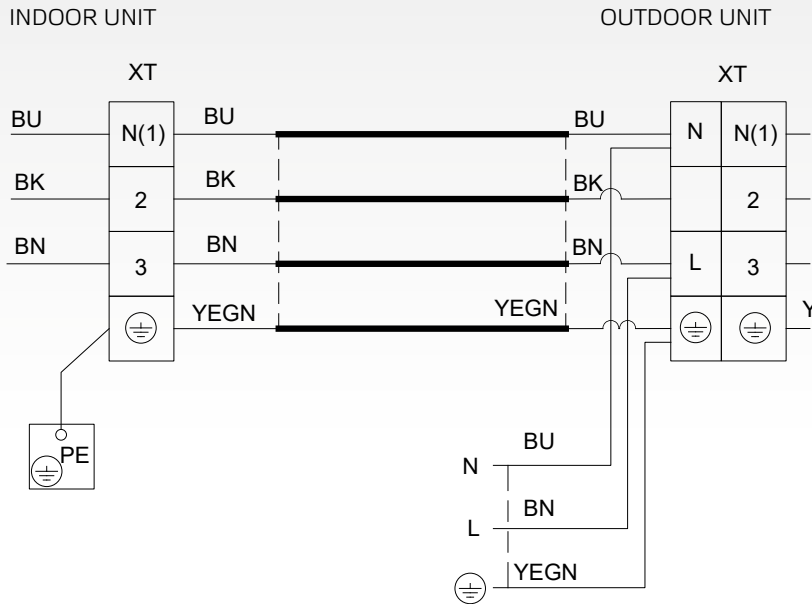 INDOOR UNIT
OUTDOOR UNIT
XT
XT
BU
N(1)
BU
BU
N
N(1)
BK
2
BK
BK
2
BN
3
BN
BN
L
3
YEGN
YEGN
Y
PE
N
BU
L
BN
YEGN